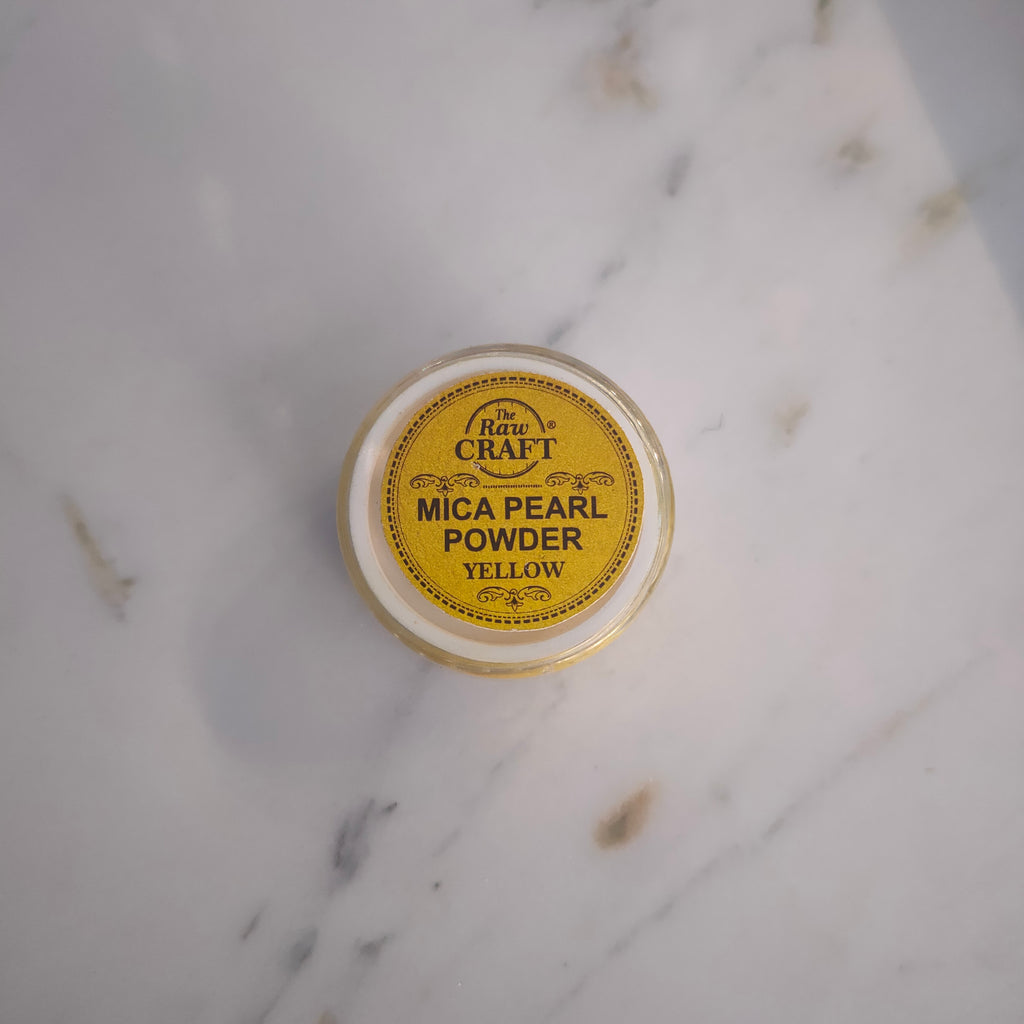 The
Raw ®
CRAFT
MICA PEARL
POWDER
YELLOW